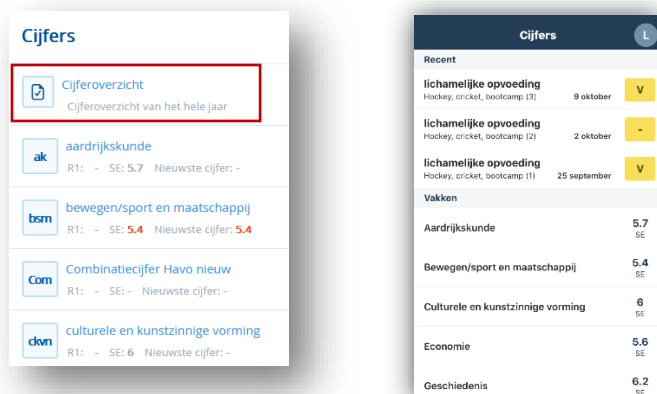 Cijfers
Cijferoverzicht
Cijferoverzicht van het hele jaar
ak
aardrijkskunde
R1: - SE: 5.7 Nieuwste cijfer: -
bsm
bewegen/sport en maatschappij
R1: - SE: 5.4 Nieuwste cijfer: 5.4
Com
Combinatiecijfer Havo nieuw
R1: - SE: - Nieuwste cijfer: -
ckvn
culturele en kunstzinnige vorming
R1: - SE: 6 Nieuwste cijfer: -
Cijfers
L
Recent
lichamelijke opvoeding
Hockey, cricket, bootcamp (3) 9 oktober V
lichamelijke opvoeding
Hockey, cricket, bootcamp (2) 2 oktober -
lichamelijke opvoeding
Hockey, cricket, bootcamp (1) 25 september V
Vakken
Aardrijkskunde 5.7
SE
Bewegen/sport en maatschappij 5.4
SE
Culturele en kunstzinnige vorming 6
SE
Economie 5.6
SE
Geschiedenis 6.2
SE